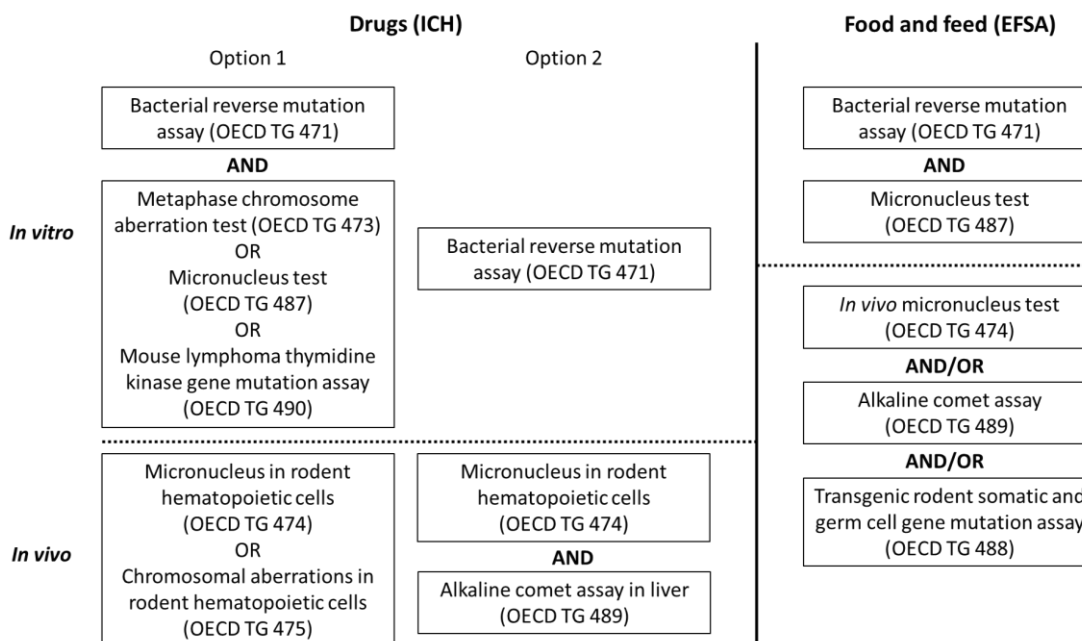 Drugs (ICH)
Food and feed (EFSA)
Option 1
Option 2
In vitro
Bacterial reverse mutation
assay (OECD TG 471)
AND
Metaphase chromosome
aberration test (OECD TG 473)
OR
Micronucleus test
(OECD TG 487)
OR
Mouse lymphoma thymidine
kinase gene mutation assay
(OECD TG 490)
Bacterial reverse mutation
assay (OECD TG 471)
In vivo
Micronucleus in rodent
hematopoietic cells
(OECD TG 474)
OR
Chromosomal aberrations in
rodent hematopoietic cells
(OECD TG 475)
Micronucleus in rodent
hematopoietic cells
(OECD TG 474)
AND
Alkaline comet assay in liver
(OECD TG 489)
Bacterial reverse mutation
assay (OECD TG 471)
AND
Micronucleus test
(OECD TG 487)
In vivo micronucleus test
(OECD TG 474)
AND/OR
Alkaline comet assay
(OECD TG 489)
AND/OR
Transgenic rodent somatic and
germ cell gene mutation assay
(OECD TG 488)